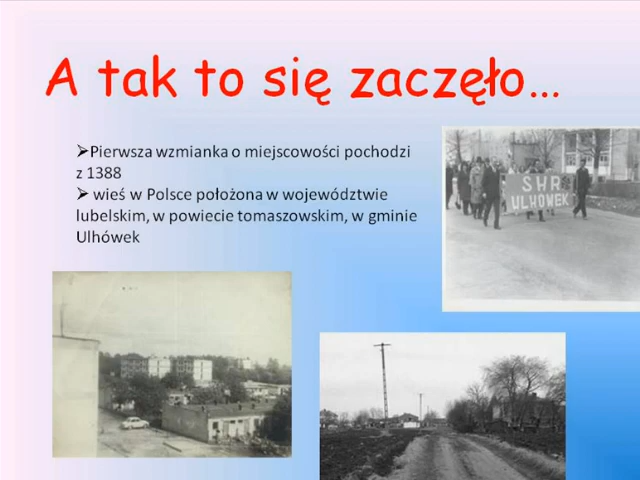 A tak to się zaczęło...
➢Pierwsza wzmianka o miejscowości pochodzi
z 1388
➢ wieś w Polsce położona w województwie
lubelskim, w powiecie tomaszowskim, w gminie
Ulhówek
SHR
ULHÓWEK